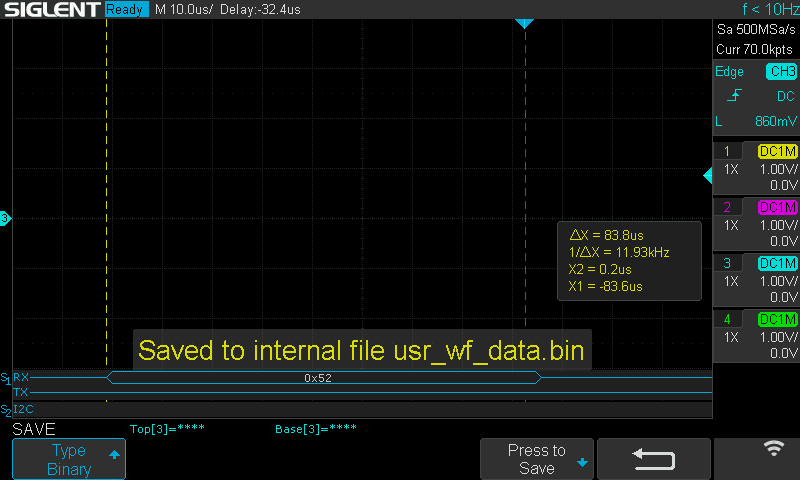 SIGLENT Ready M 10.0us/ Delay:-32.4us f < 10Hz
Sa 500MSa/s
Curr 70.0kpts
Edge CH3
DC
L 860mV
1 DC1M
1X 1.00V/
0.0V
2 DC1M
1X 1.00V/
0.0V
3 DC1M
1X 1.00V/
0.0V
4 DC1M
1X 1.00V/
0.0V
3
△X = 83.8us
1/△X = 11.93kHz
X2 = 0.2us
X1 = -83.6us
Saved to internal file usr_wf_data.bin
S1 RX 0x52
TX
S2 I2C
SAVE Top[3]=**** Base[3]=****
Type
Binary
Press to
Save